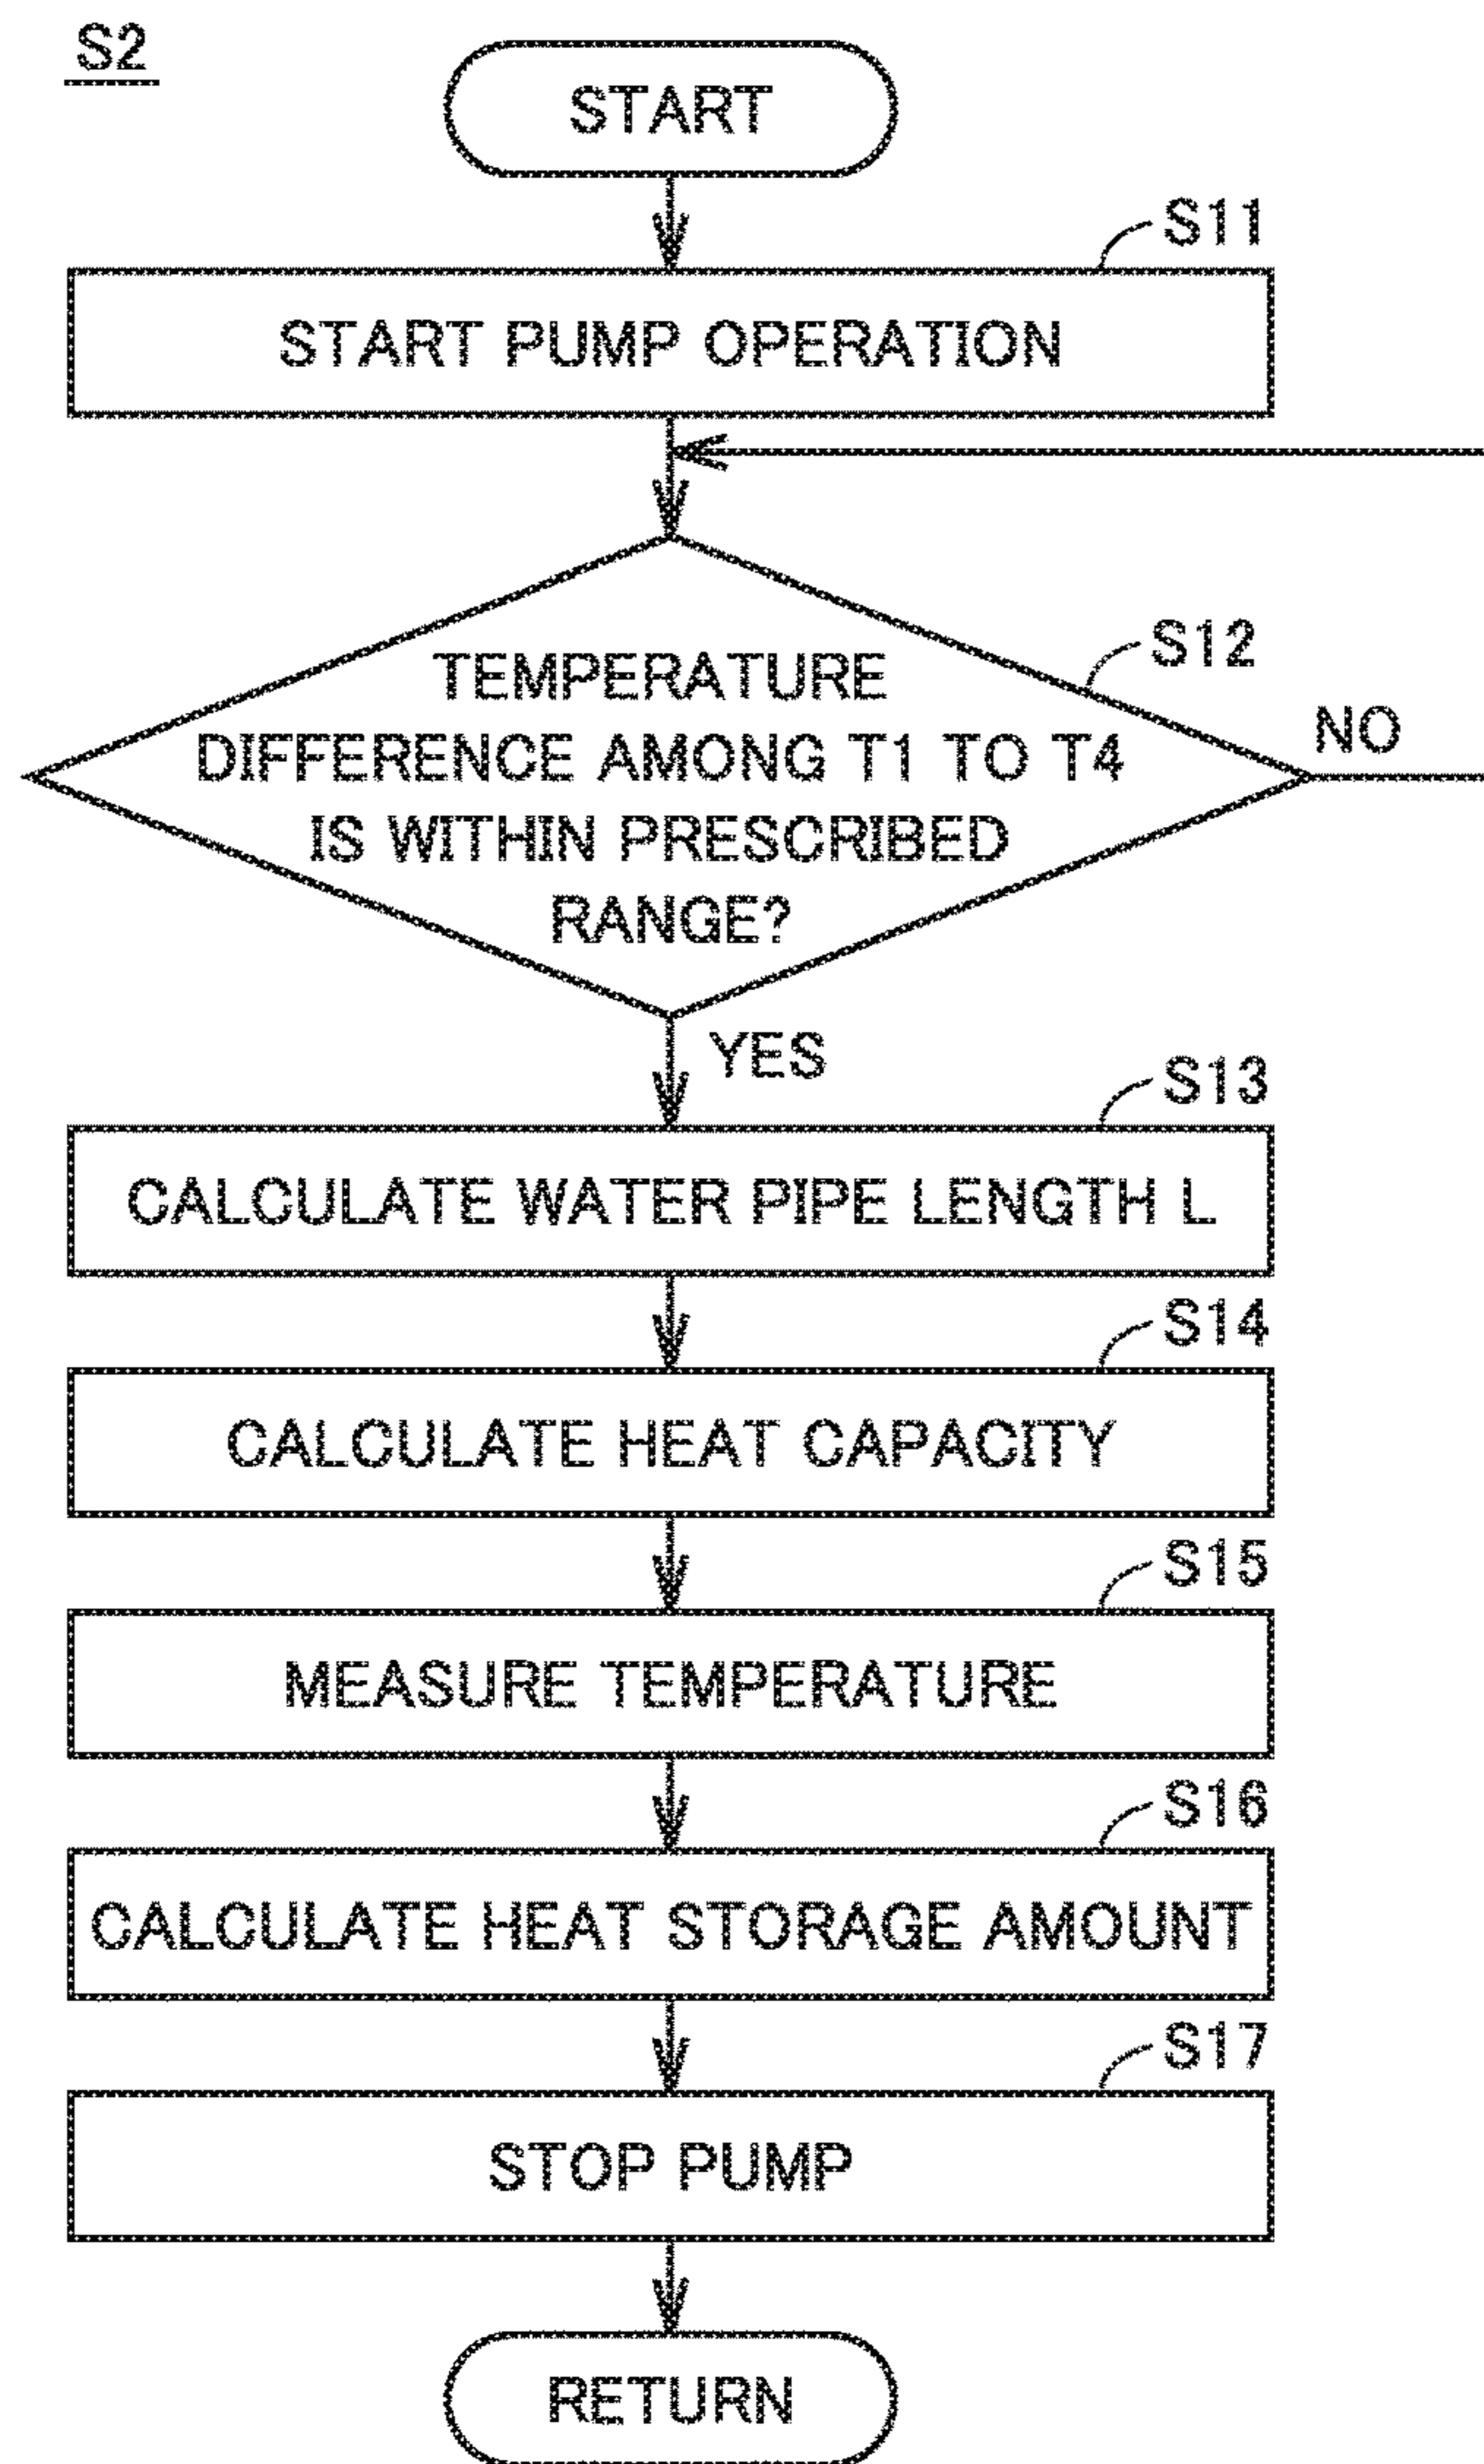 S2
START
S11
START PUMP OPERATION
S12
TEMPERATURE
DIFFERENCE AMONG T1 TO T4
IS WITHIN PRESCRIBED
RANGE?
NO
YES
S13
CALCULATE WATER PIPE LENGTH L
S14
CALCULATE HEAT CAPACITY
S15
MEASURE TEMPERATURE
S16
CALCULATE HEAT STORAGE AMOUNT
S17
STOP PUMP
RETURN